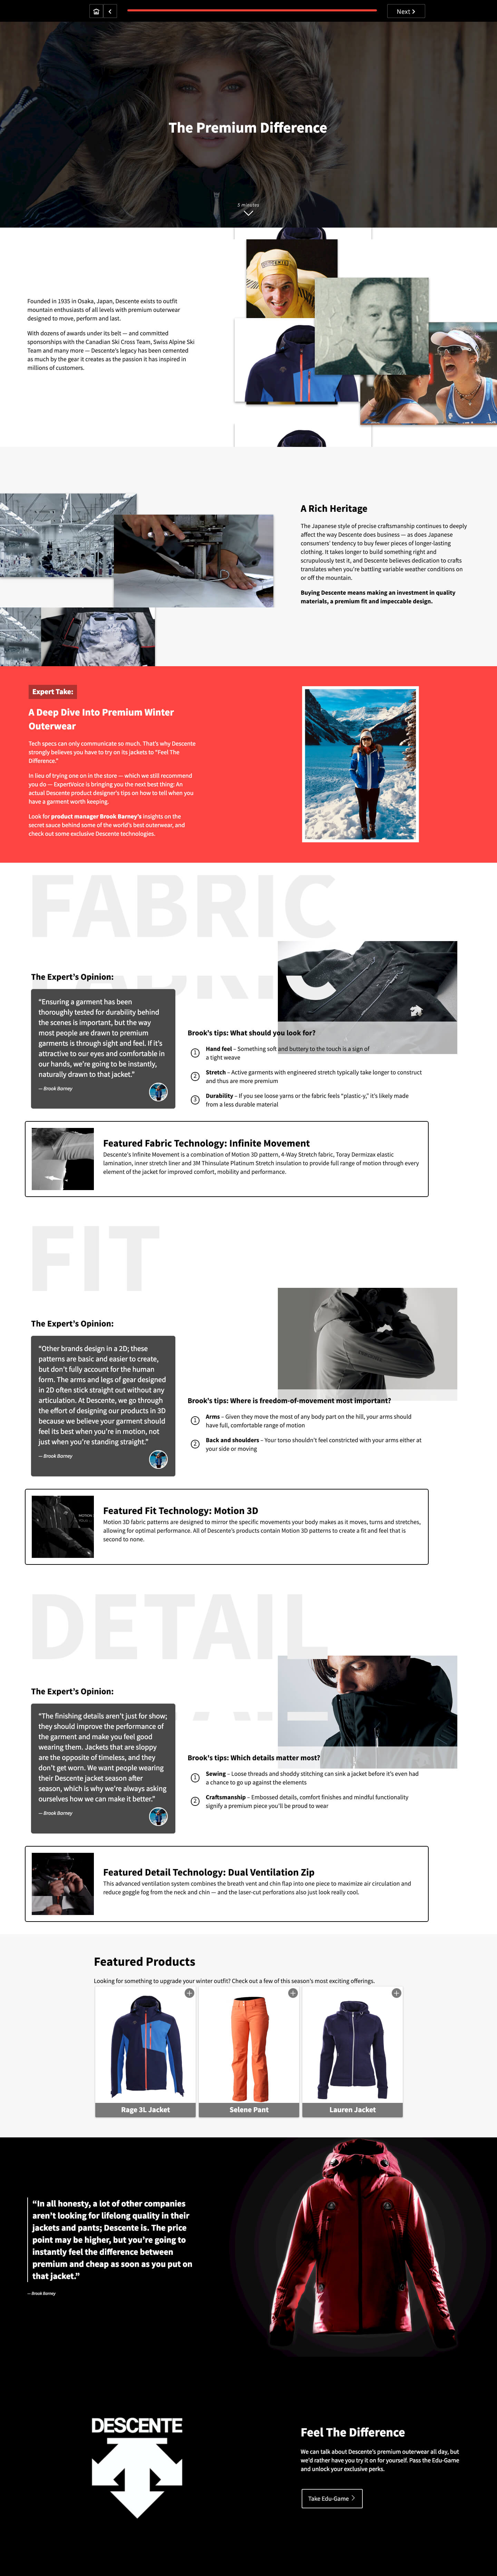 Next
The Premium Difference
3 minutes
Founded in 1935 in Osaka, Japan, Descente exists to outfit
mountain enthusiasts of all levels with premium outerwear
designed to move, perform and last.
With dozens of awards under its belt — and committed
sponsorships with the Canadian Ski Cross Team, Swiss Alpine Ski
Team and many more — Descente's legacy has been cemented
as much by the gear it creates as the passion it has inspired in
millions of customers.
A Rich Heritage
The Japanese style of precise craftsmanship continues to deeply
affect the way Descente does business — as does Japanese
consumers' tendency to buy fewer pieces of longer-lasting
clothing. It takes longer to build something right and
scrupulously test it, and Descente believes dedication to crafts
translates when you're battling variable weather conditions on
or off the mountain.
Buying Descente means making an investment in quality
materials, a premium fit and impeccable design.
Expert Take:
A Deep Dive Into Premium Winter
Outerwear
Tech specs can only communicate so much. That's why Descente
strongly believes you have to try on its jackets to "Feel The
Difference."
In lieu of trying one on in the store — which we still recommend
you do — ExpertVoice is bringing you the next best thing: An
actual Descente product designer's tips on how to tell when you
have a garment worth keeping.
Look for product manager Brook Barney's insights on the
secret sauce behind some of the world's best outerwear, and
check out some exclusive Descente technologies.
FABRIC
The Expert's Opinion:
"Ensuring a garment has been
thoroughly tested for durability behind
the scenes is important, but the way
most people are drawn to premium
garments is through sight and feel. If it's
attractive to our eyes and comfortable in
our hands, we're going to be instantly,
naturally drawn to that jacket."
— Brook Barney
Brook's tips: What should you look for?
1 Hand feel – Something soft and buttery to the touch is a sign of
a tight weave
2 Stretch – Active garments with engineered stretch typically take longer to construct
and thus are more premium
3 Durability – If you see loose yarns or the fabric feels "plastic-y," it's likely made
from a less durable material
Featured Fabric Technology: Infinite Movement
Descente's Infinite Movement is a combination of Motion 3D pattern, 4-Way Stretch fabric, Toray Dermizax elastic
lamination, inner stretch liner and 3M Thinsulate Platinum Stretch insulation to provide full range of motion through every
element of the jacket for improved comfort, mobility and performance.
FIT
The Expert's Opinion:
"Other brands design in a 2D; these
patterns are basic and easier to create,
but don't fully account for the human
form. The arms and legs of gear designed
in 2D often stick straight out without any
articulation. At Descente, we go through
the effort of designing our products in 3D
because we believe your garment should
feel its best when you're in motion, not
just when you're standing straight."
— Brook Barney
Brook's tips: Where is freedom-of-movement most important?
1 Arms – Given they move the most of any body part on the hill, your arms should
have full, comfortable range of motion
2 Back and shoulders – Your torso shouldn't feel constricted with your arms either at
your side or moving
Featured Fit Technology: Motion 3D
Motion 3D fabric patterns are designed to mirror the specific movements your body makes as it moves, turns and stretches,
allowing for optimal performance. All of Descente's products contain Motion 3D patterns to create a fit and feel that is
second to none.
DETAIL
The Expert's Opinion:
"The finishing details aren't just for show;
they should improve the performance of
the garment and make you feel good
wearing them. Jackets that are sloppy
are the opposite of timeless, and they
don't get worn. We want people wearing
their Descente jacket season after
season, which is why we're always asking
ourselves how we can make it better."
— Brook Barney
Brook's tips: Which details matter most?
1 Sewing – Loose threads and shoddy stitching can sink a jacket before it's even had
a chance to go up against the elements
2 Craftsmanship – Embossed details, comfort finishes and mindful functionality
signify a premium piece you'll be proud to wear
Featured Detail Technology: Dual Ventilation Zip
This advanced ventilation system combines the breath vent and chin flap into one piece to maximize air circulation and
reduce goggle fog from the neck and chin — and the laser-cut perforations also just look really cool.
Featured Products
Looking for something to upgrade your winter outfit? Check out a few of this season's most exciting offerings.
Rage 3L Jacket
Selene Pant
Lauren Jacket
"In all honesty, a lot of other companies
aren't looking for lifelong quality in their
jackets and pants; Descente is. The price
point may be higher, but you're going to
instantly feel the difference between
premium and cheap as soon as you put on
that jacket."
— Brook Barney
DESCENTE
Feel The Difference
We can talk about Descente's premium outerwear all day, but
we'd rather have you try it on for yourself. Pass the Edu-Game
and unlock your exclusive perks.
Take Edu-Game